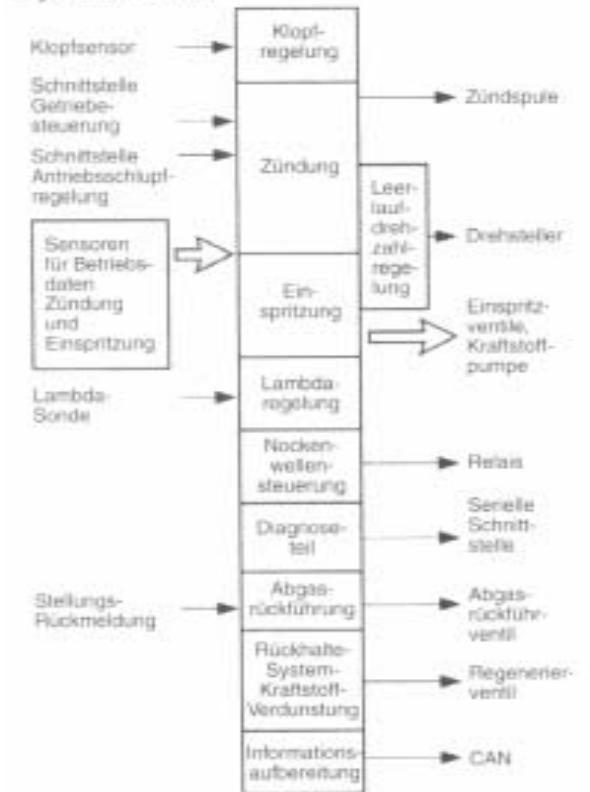 Klopfsensor
Schnittstelle
Getriebe-
steuerung
Schnittstelle
Antriebsschlupf-
regelung
Sensoren
für Betriebs-
daten
Zündung
und
Einspritzung
Lambda-
Sonde
Stellungs-
Rückmeldung
Klopf-
regelung
Zündung
Ein-
spritzung
Lambda-
regelung
Nocken-
wellen-
steuerung
Diagnose-
teil
Abgas-
rückführung
Rückhalte-
System-
Kraftstoff-
Verdunstung
Informations-
aufbereitung
Leer-
lauf-
dreh-
zahl-
rege-
lung
Zündspule
Drehsteller
Einspritz-
ventile,
Kraftstoff-
pumpe
Relais
Serielle
Schnitt-
stelle
Abgas-
rückführ-
ventil
Regenerier-
ventil
CAN